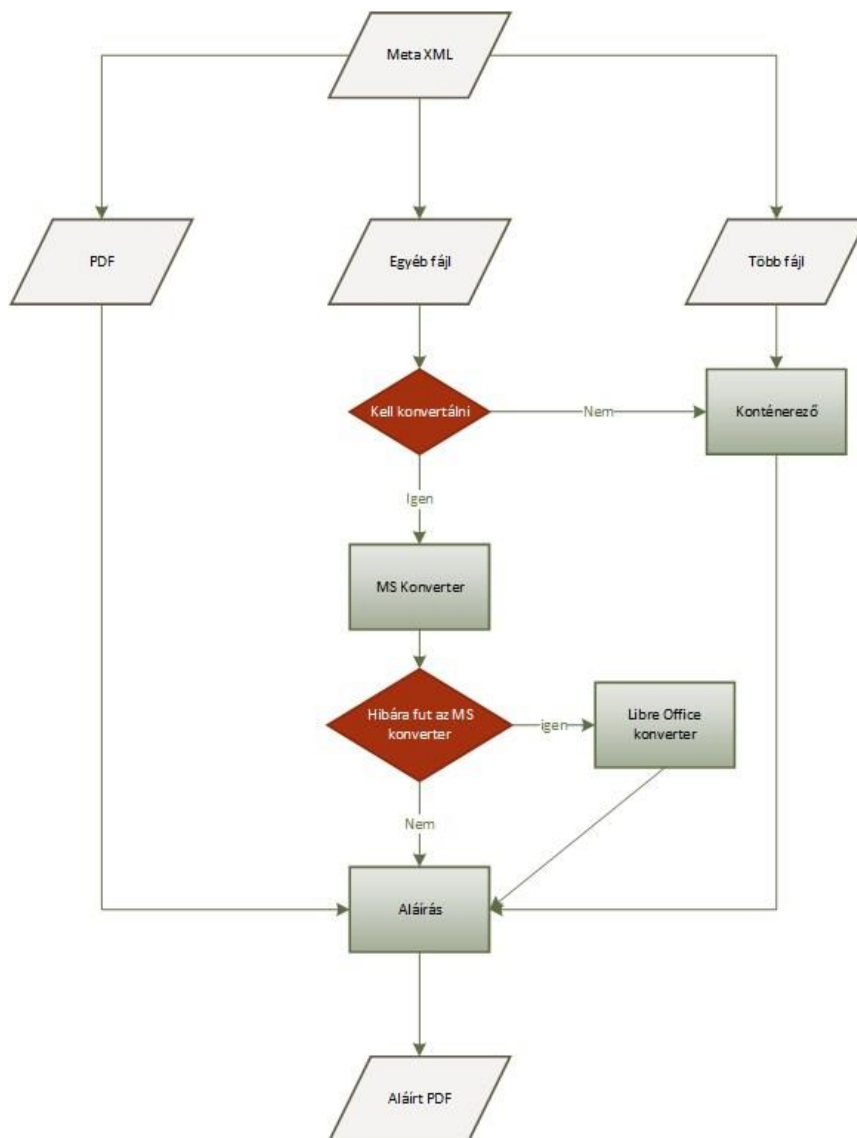 Meta XML
PDF
Egyéb fájl
Több fájl
Kell konvertálni
Nem
Konténerező
Igen
MS Konverter
Hibára fut az MS
konverter
igen
Libre Office
konverter
Nem
Aláírás
Aláírt PDF